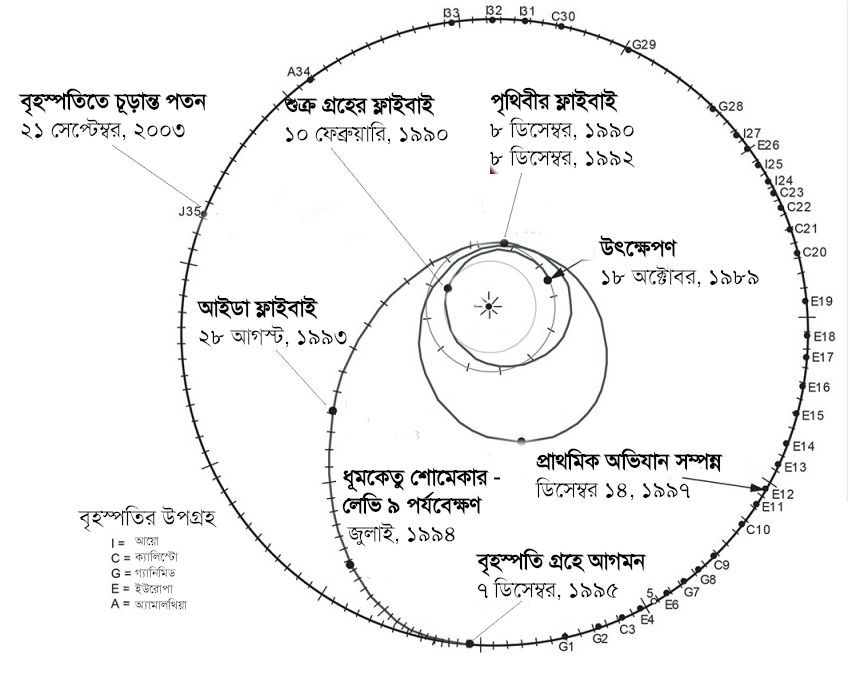 I33
I32
I31
C30
G29
A34
বৃহস্পতিতে চূড়ান্ত পতন
২১ সেপ্টেম্বর, ২০০৩
শুক্র গ্রহের ফ্লাইবাই
১০ ফেব্রুয়ারি, ১৯৯০
পৃথিবীর ফ্লাইবাই
৮ ডিসেম্বর, ১৯৯০
৮ ডিসেম্বর, ১৯৯২
G28
I27
E26
I25
I24
C23
C22
C21
C20
J35
উৎক্ষেপণ
১৮ অক্টোবর, ১৯৮৯
আইডা ফ্লাইবাই
২৮ আগস্ট, ১৯৯৩
E19
E18
E17
E16
E15
E14
E13
E12
E11
C10
ধূমকেতু শোমেকার -
লেভি ৯ পর্যবেক্ষণ
জুলাই, ১৯৯৪
প্রাথমিক অভিযান সম্পন্ন
ডিসেম্বর ১৪, ১৯৯৭
বৃহস্পতির উপগ্রহ
I = আয়ো
C = ক্যালিস্টো
G = গ্যানিমিড
E = ইউরোপা
A = অ্যামালথিয়া
বৃহস্পতি গ্রহে আগমন
৭ ডিসেম্বর, ১৯৯৫
C9
G8
G7
E6
5
E4
C3
G2
G1